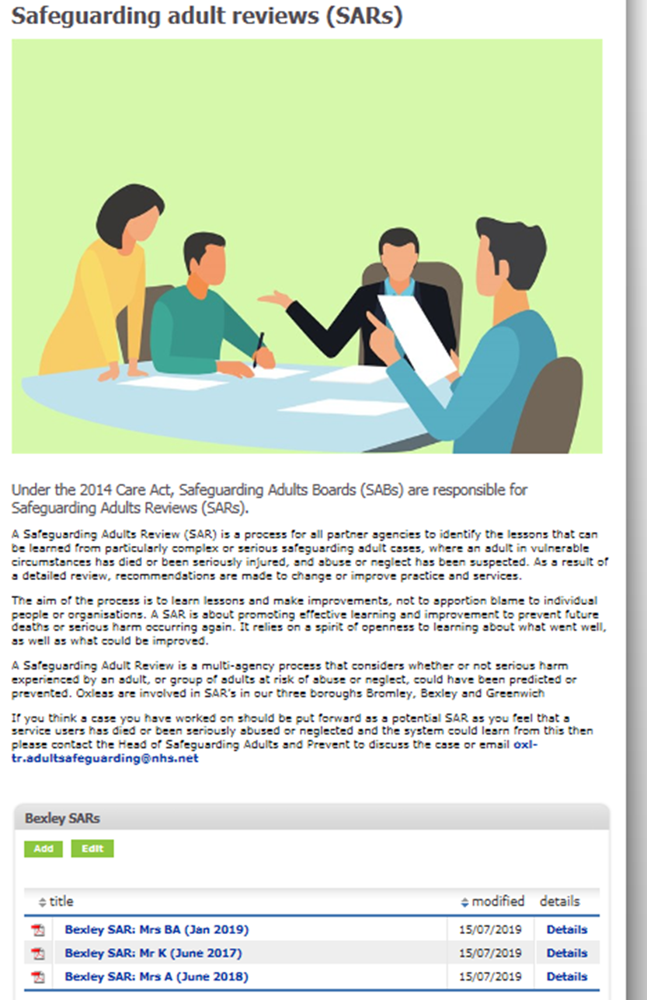 Safeguarding adult reviews (SARs)
Under the 2014 Care Act, Safeguarding Adults Boards (SABs) are responsible for
Safeguarding Adults Reviews (SARs).
A Safeguarding Adults Review (SAR) is a process for all partner agencies to identify the lessons that can
be learned from particularly complex or serious safeguarding adult cases, where an adult in vulnerable
circumstances has died or been seriously injured, and abuse or neglect has been suspected. As a result of
a detailed review, recommendations are made to change or improve practice and services.
The aim of the process is to learn lessons and make improvements, not to apportion blame to individual
people or organisations. A SAR is about promoting effective learning and improvement to prevent future
deaths or serious harm occurring again. It relies on a spirit of openness to learning about what went well,
as well as what could be improved.
A Safeguarding Adult Review is a multi-agency process that considers whether or not serious harm
experienced by an adult, or group of adults at risk of abuse or neglect, could have been predicted or
prevented. Oxleas are involved in SAR's in our three boroughs Bromley, Bexley and Greenwich
If you think a case you have worked on should be put forward as a potential SAR as you feel that a
service users has died or been seriously abused or neglected and the system could learn from this then
please contact the Head of Safeguarding Adults and Prevent to discuss the case or email oxl-
tr.adultsafeguarding@nhs.net
Bexley SARs
Add Edit
title modified details
Bexley SAR: Mrs BA (Jan 2019) 15/07/2019 Details
Bexley SAR: Mr K (June 2017) 15/07/2019 Details
Bexley SAR: Mrs A (June 2018) 15/07/2019 Details